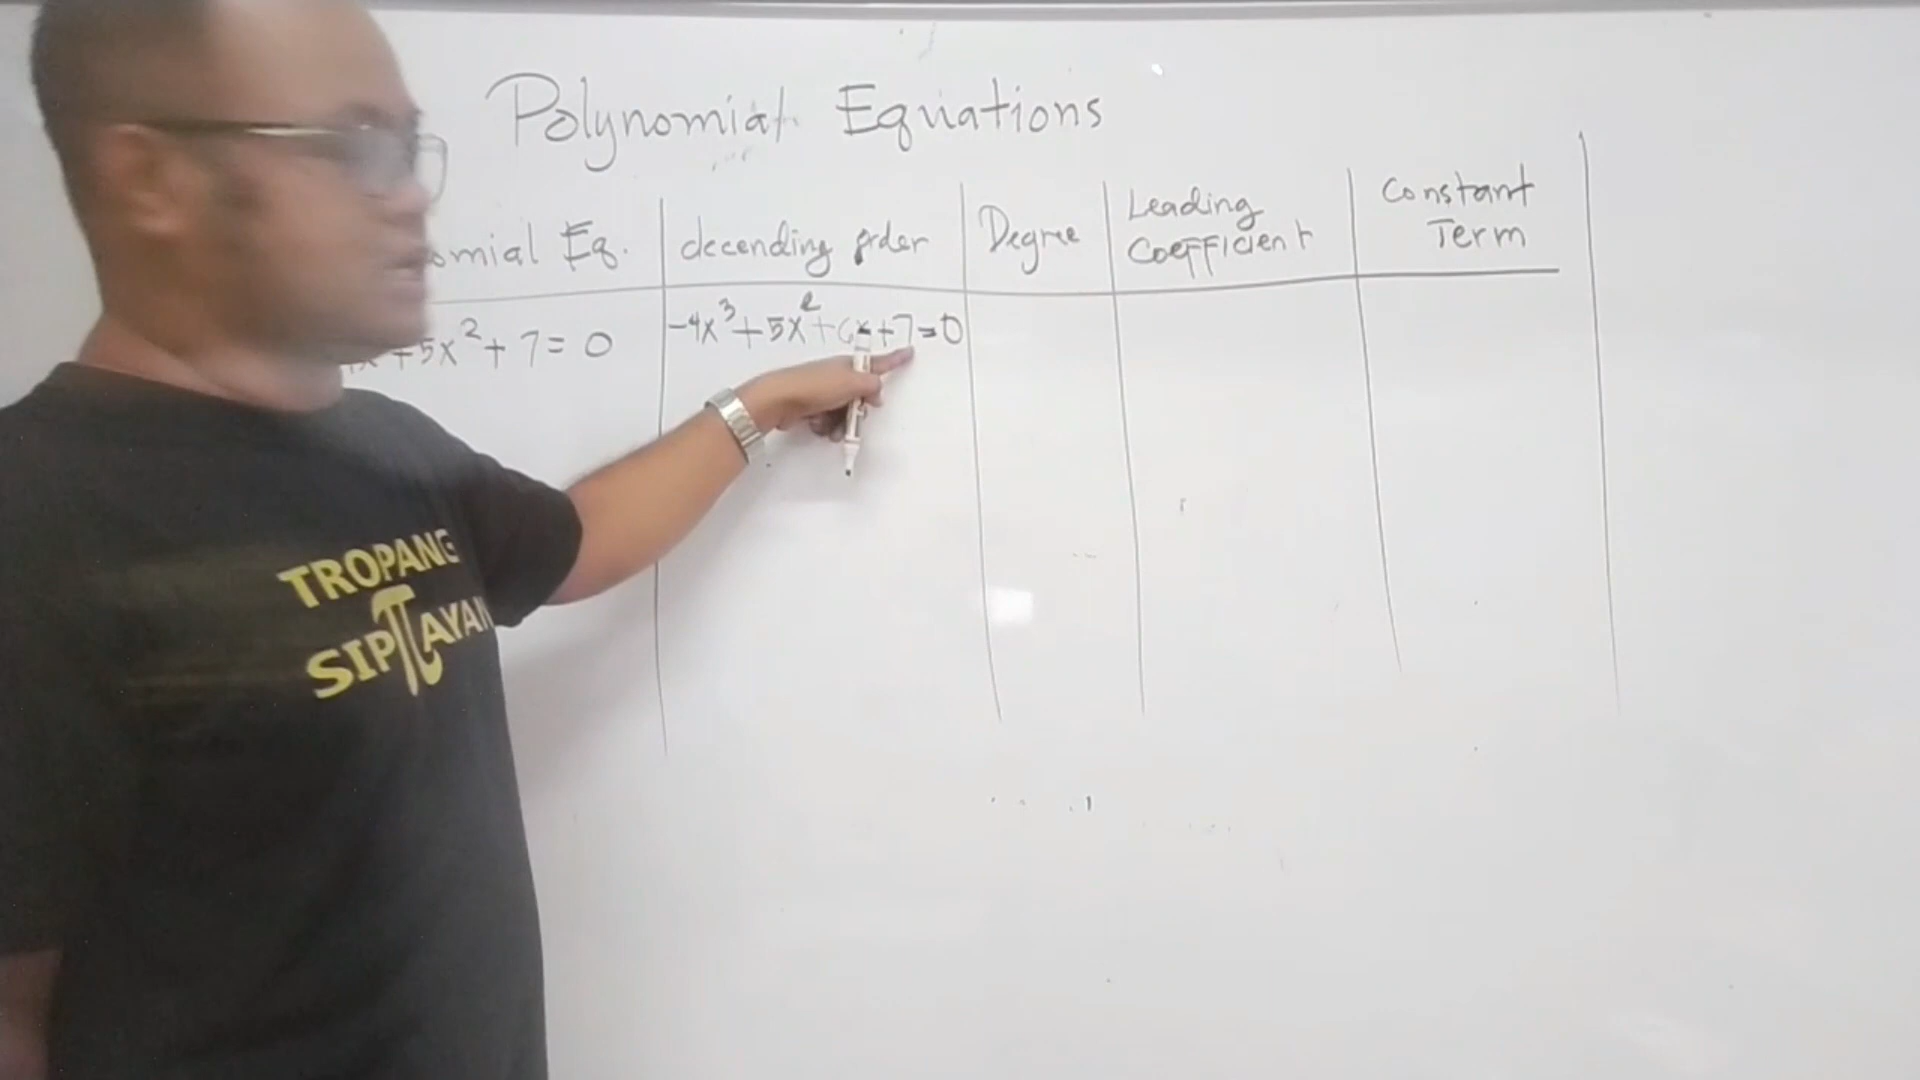 Polynomial Equations
omial Eq.
decending order
Degree
Leading
Coefficient
Constant
Term
+5x² + 7 = 0
-4x³+5x²+6x+7=0
TROPANG
SIPπAYAN